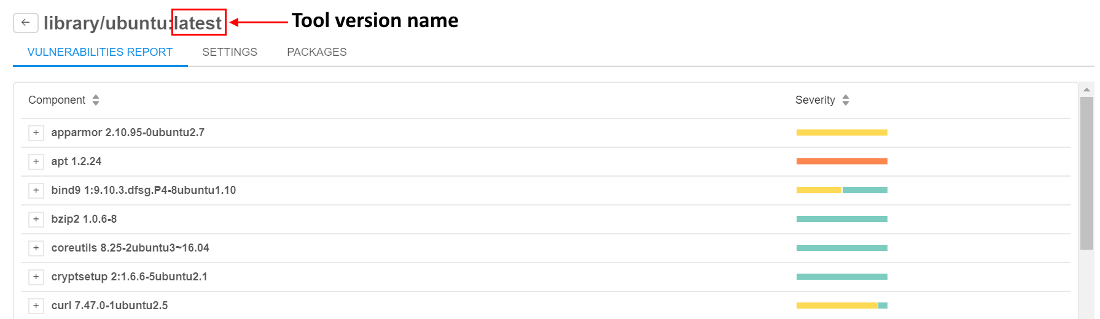 library/ubuntu:latest Tool version name
VULNERABILITIES REPORT SETTINGS PACKAGES
Component Severity
+ apparmor 2.10.95-0ubuntu2.7
+ apt 1.2.24
+ bind9 1:9.10.3.dfsg.P4-8ubuntu1.10
+ bzip2 1.0.6-8
+ coreutils 8.25-2ubuntu3~16.04
+ cryptsetup 2:1.6.6-5ubuntu2.1
+ curl 7.47.0-1ubuntu2.5